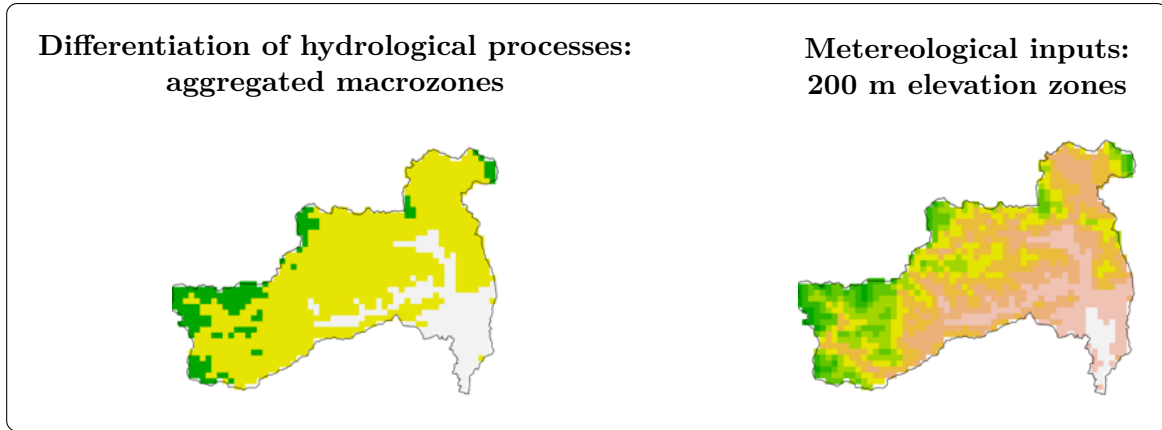 Differentiation of hydrological processes:
aggregated macrozones
Metereological inputs:
200 m elevation zones